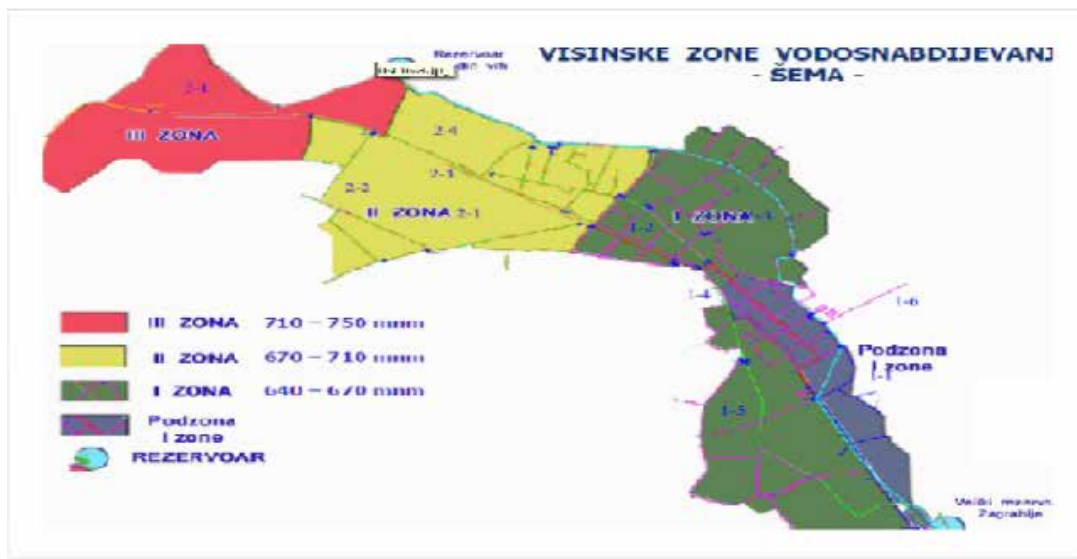 Rezervoar
VISINSKE ZONE VODOSNABDIJEVANJ
- ŠEMA -
2-4
III ZONA
2-4
2-3
2-2
II ZONA 2-1
I ZONA
1-2
1-4
1-6
Podzona
I zone
1-1
1-5
III ZONA 710 – 750 mnm
II ZONA 670 – 710 mnm
I ZONA 640 – 670 mnm
Podzona
I zone
REZERVOAR
Zagrablje